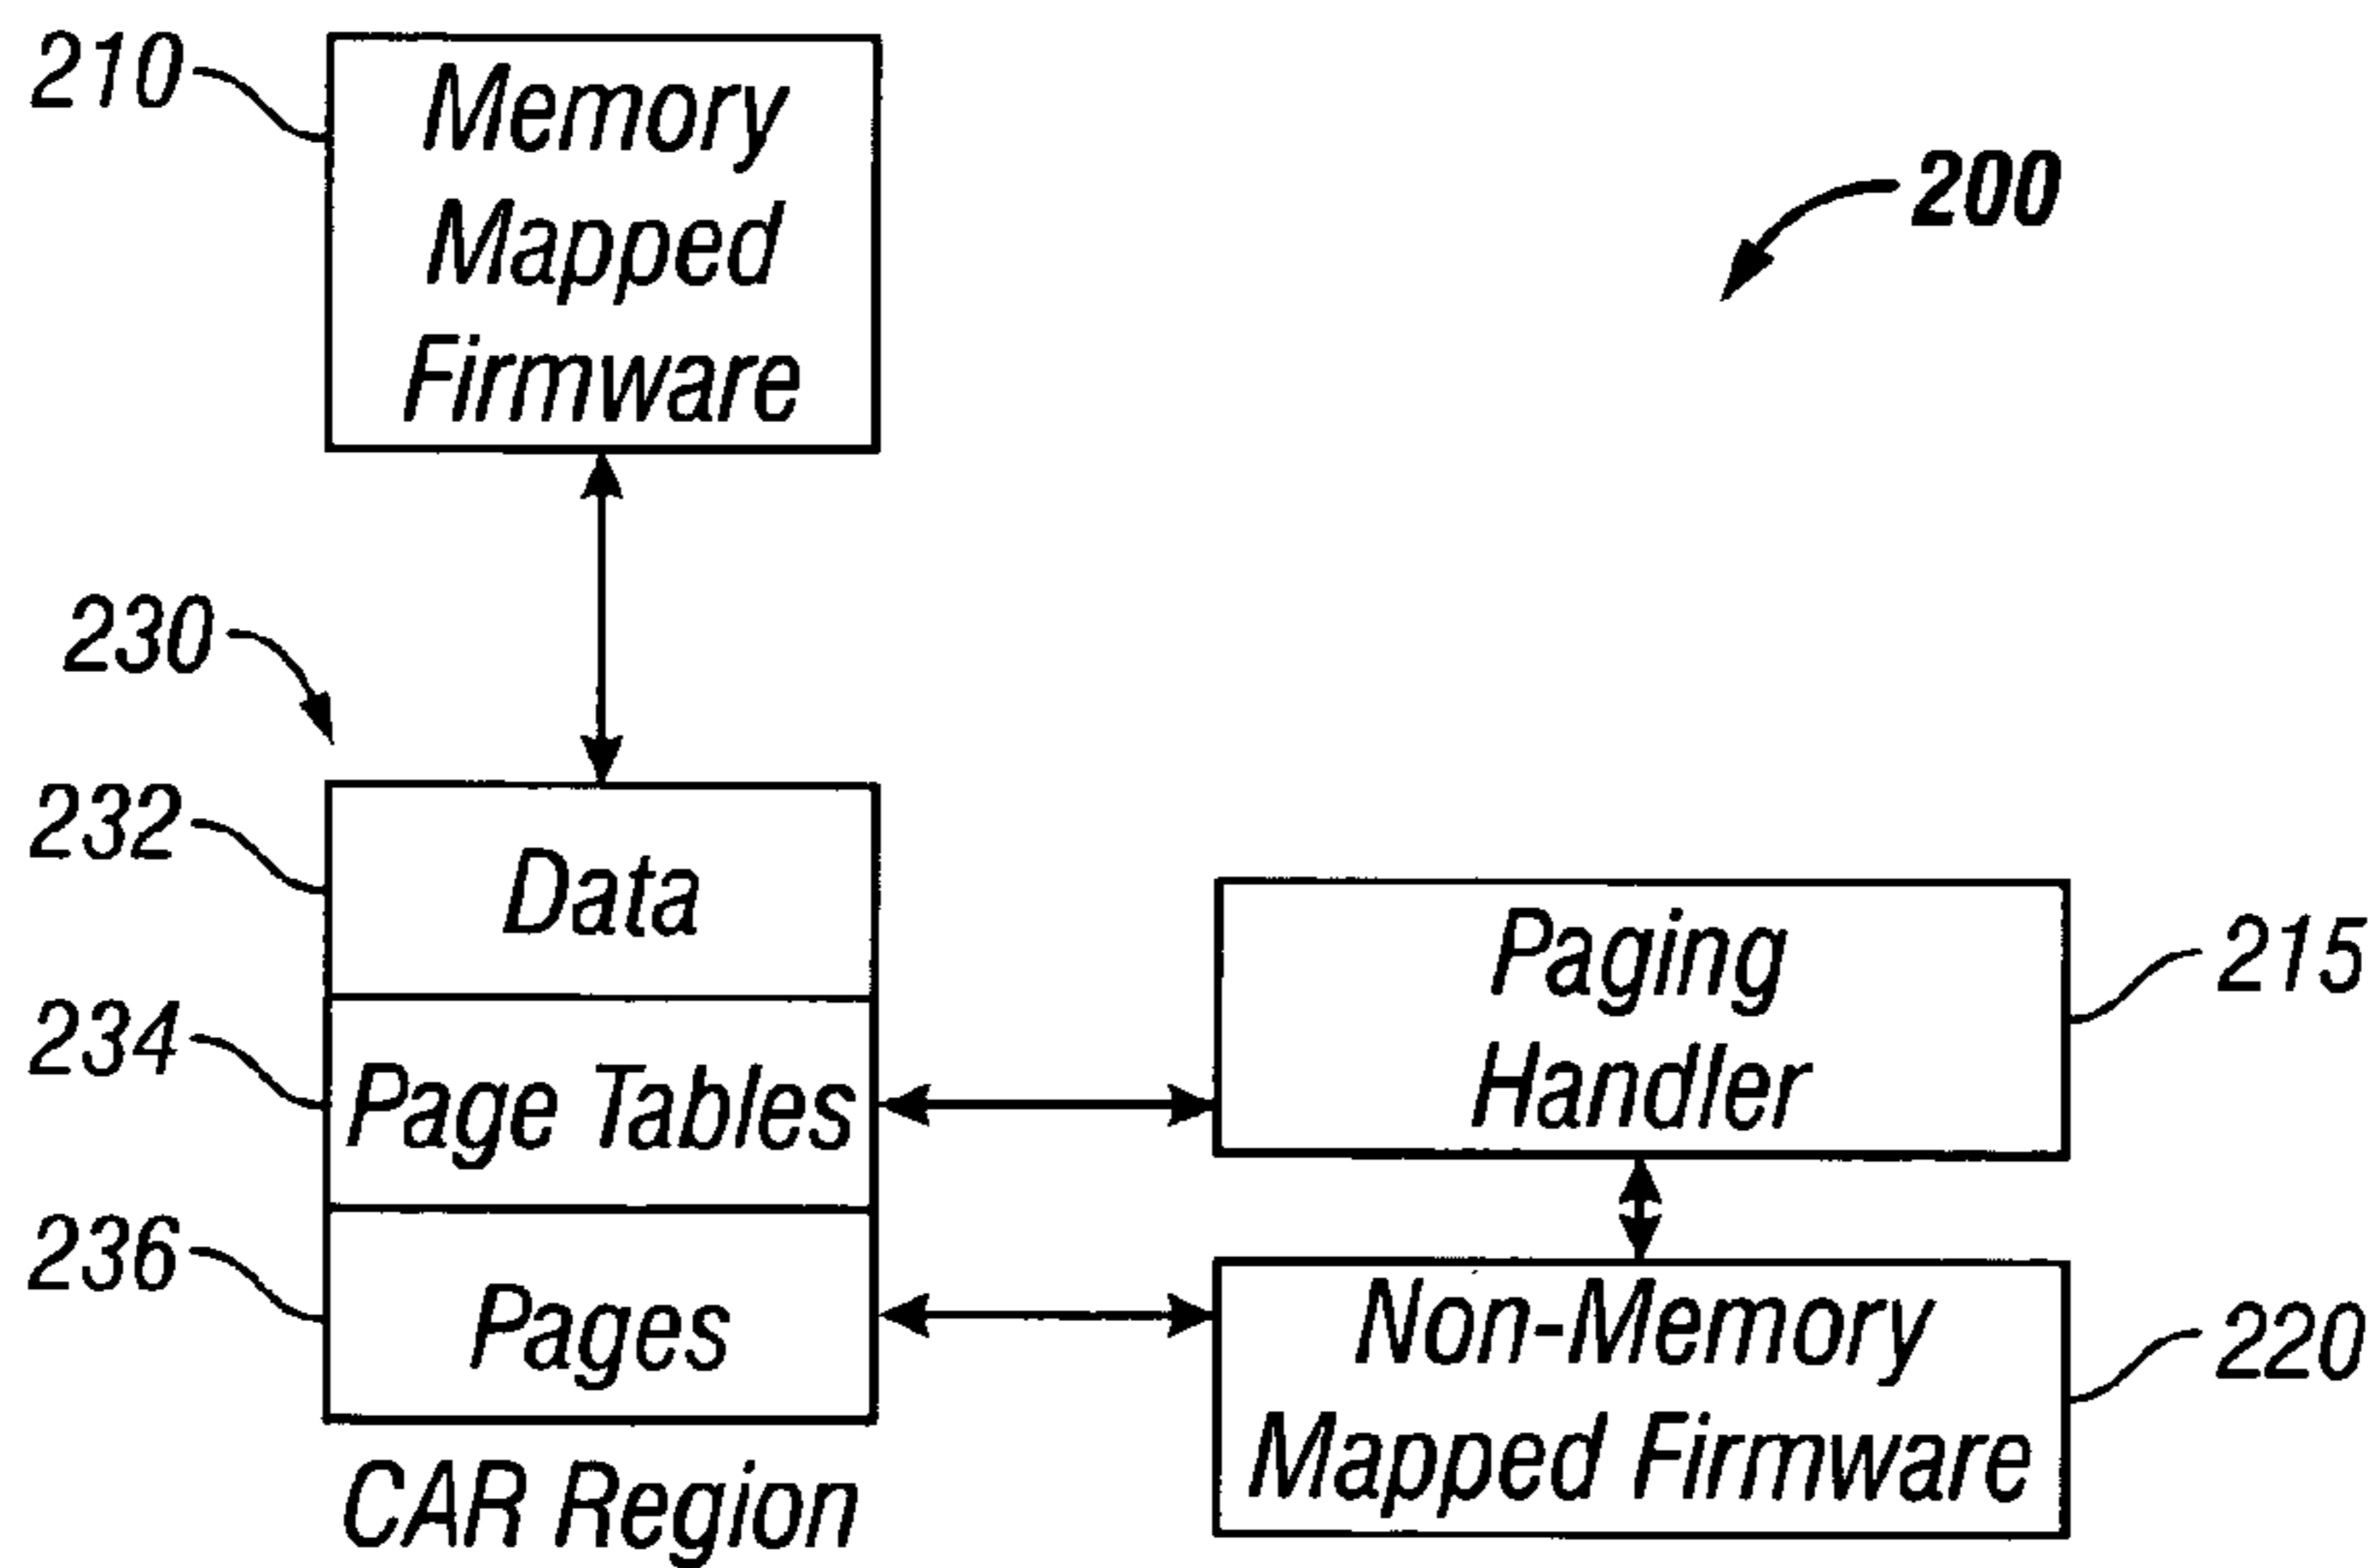 210
Memory
Mapped
Firmware
200
230
232
Data
234
Page Tables
236
Pages
CAR Region
Paging
Handler
215
Non-Memory
Mapped Firmware
220